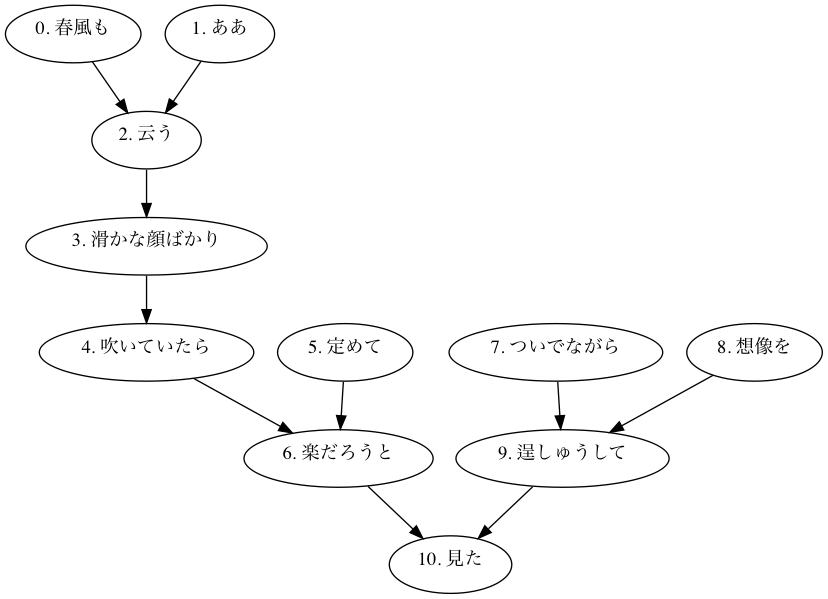 0. 春風も
1. ああ
2. 云う
3. 滑かな顔ばかり
4. 吹いていたら
5. 定めて
7. ついでながら
8. 想像を
6. 楽だろうと
9. 逞しゅうして
10. 見た